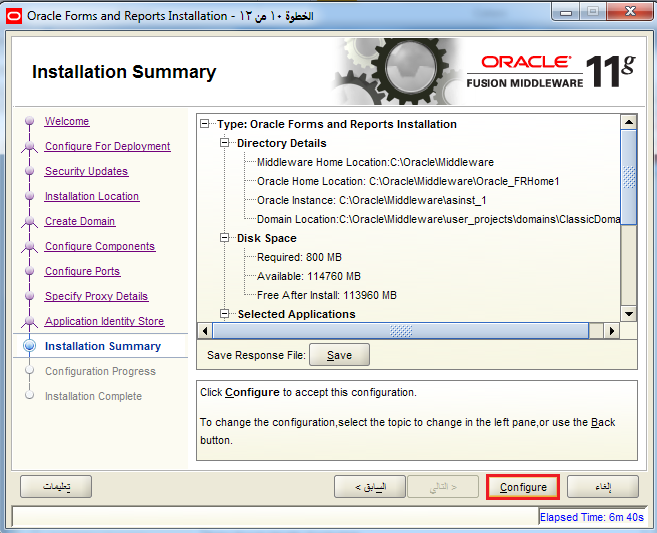 Oracle Forms and Reports Installation - الخطوة ١٠ من ١٢
Installation Summary
ORACLE
FUSION MIDDLEWARE 11g
Welcome
Configure For Deployment
Security Updates
Installation Location
Create Domain
Configure Components
Configure Ports
Specify Proxy Details
Application Identity Store
Installation Summary
Configuration Progress
Installation Complete
Type: Oracle Forms and Reports Installation
Directory Details
Middleware Home Location:C:\Oracle\Middleware
Oracle Home Location: C:\Oracle\Middleware\Oracle_FRHome1
Oracle Instance: C:\Oracle\Middleware\asinst_1
Domain Location:C:\Oracle\Middleware\user_projects\domains\ClassicDoma
Disk Space
Required: 800 MB
Available: 114760 MB
Free After Install: 113960 MB
Selected Applications
Save Response File: Save
Click Configure to accept this configuration.
To change the configuration,select the topic to change in the left pane,or use the Back
button.
تعليمات
< السابق
التالي >
Configure
إلغاء
Elapsed Time: 6m 40s